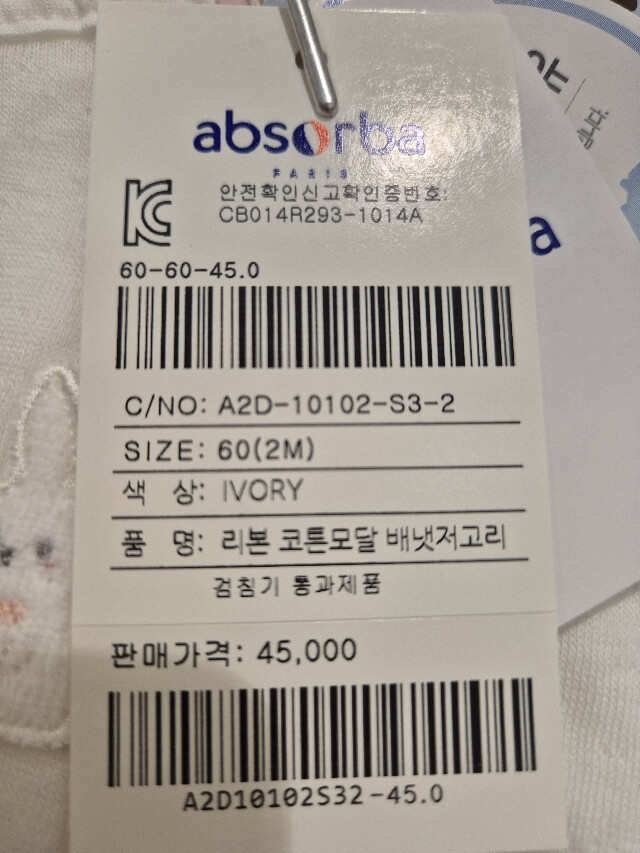 absorba
PARIS
안전확인신고확인증번호:
CB014R293-1014A
60-60-45.0
C/NO: A2D-10102-S3-2
SIZE: 60(2M)
색 상: IVORY
품 명: 리본 코튼모달 배냇저고리
검침기 통과제품
판매가격: 45,000
A2D10102S32-45.0